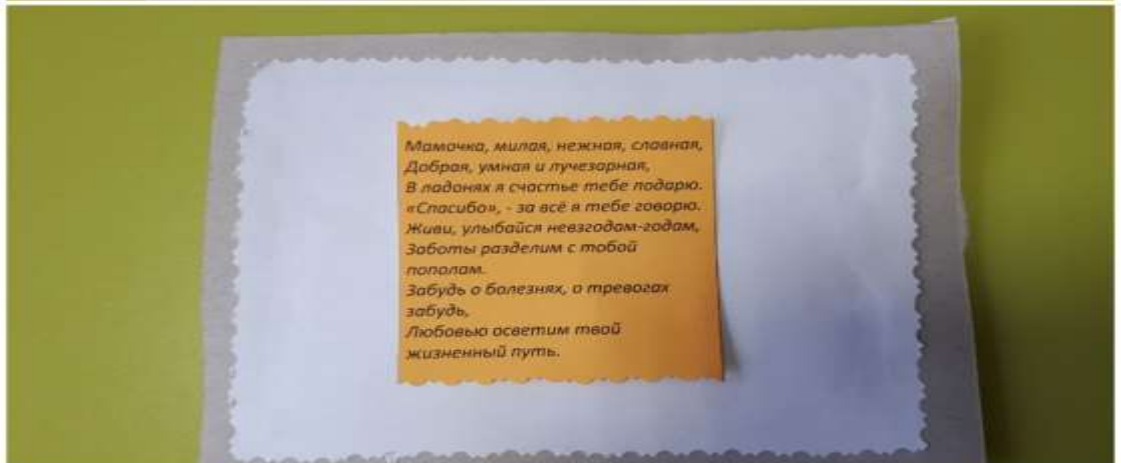 Мамочка, милая, нежная, славная,
Добрая, умная и лучезарная,
В ладонях я счастье тебе подарю.
«Спасибо», - за всё я тебе говорю.
Живи, улыбайся невзгодам-годам,
Заботы разделим с тобой
пополам.
Забудь о болезнях, о тревогах
забудь,
Любовью осветим твой
жизненный путь.